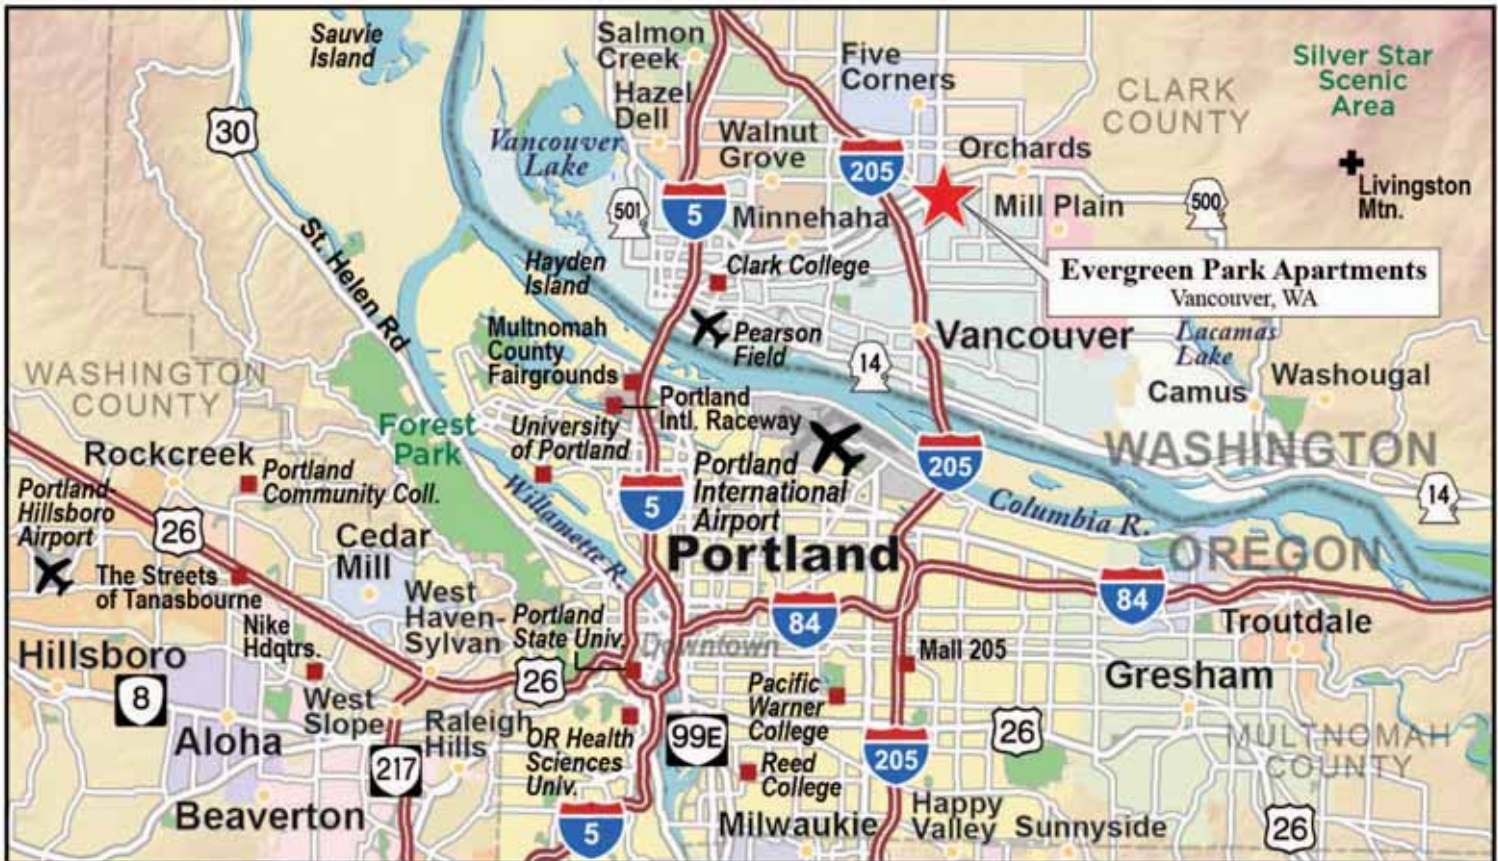 Sauvie
Island
Salmon
Creek
Five
Corners
Silver Star
Scenic
Area
CLARK
COUNTY
Hazel
Dell
30
Vancouver
Lake
Walnut
Grove
205
Orchards
Livingston
Mtn.
501
5
Minnehaha
Mill Plain
500
St. Helen Rd
Hayden
Island
Clark College
Evergreen Park Apartments
Vancouver, WA
Multnomah
County
Fairgrounds
Pearson
Field
Vancouver
14
Lacamas
Lake
Camus
Washougal
WASHINGTON
COUNTY
Portland
Intl. Raceway
Forest
Park
University
of Portland
Rockcreek
Portland
Community Coll.
WASHINGTON
205
14
Portland
International
Airport
Portland-
Hillsboro
Airport
26
Willamette R.
5
Columbia R.
Cedar
Mill
Portland
OREGON
The Streets
of Tanasbourne
West
Haven-
Sylvan
Portland
State Univ.
84
84
Troutdale
Nike
Hdqtrs.
Downtown
Mall 205
Hillsboro
8
26
Gresham
Pacific
Warner
College
West
Slope
Raleigh
Hills
Aloha
OR Health
Sciences
Univ.
99E
26
MULTNOMAH
COUNTY
217
205
Reed
College
Beaverton
5
Milwaukie
Happy
Valley
Sunnyside
26